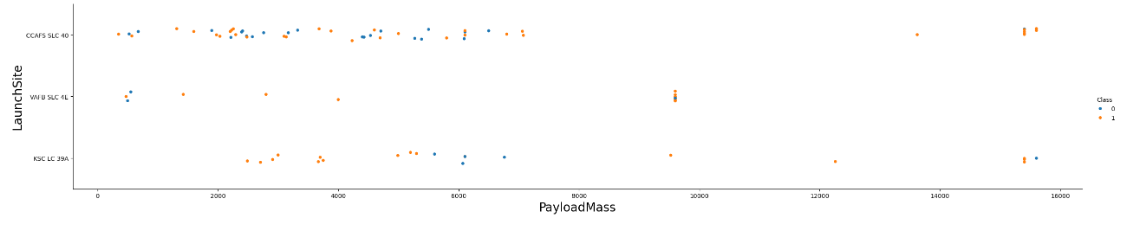 LaunchSite
CCAFS SLC 40
VAFB SLC 4E
KSC LC 39A
0 2000 4000 6000 8000 10000 12000 14000 16000
PayloadMass
Class
0
1